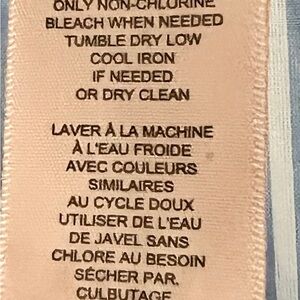 ONLY NON-CHLORINE
BLEACH WHEN NEEDED
TUMBLE DRY LOW
COOL IRON
IF NEEDED
OR DRY CLEAN
LAVER À LA MACHINE
À L'EAU FROIDE
AVEC COULEURS
SIMILAIRES
AU CYCLE DOUX
UTILISER DE L'EAU
DE JAVEL SANS
CHLORE AU BESOIN
SÉCHER PAR.
CULBUTAGE